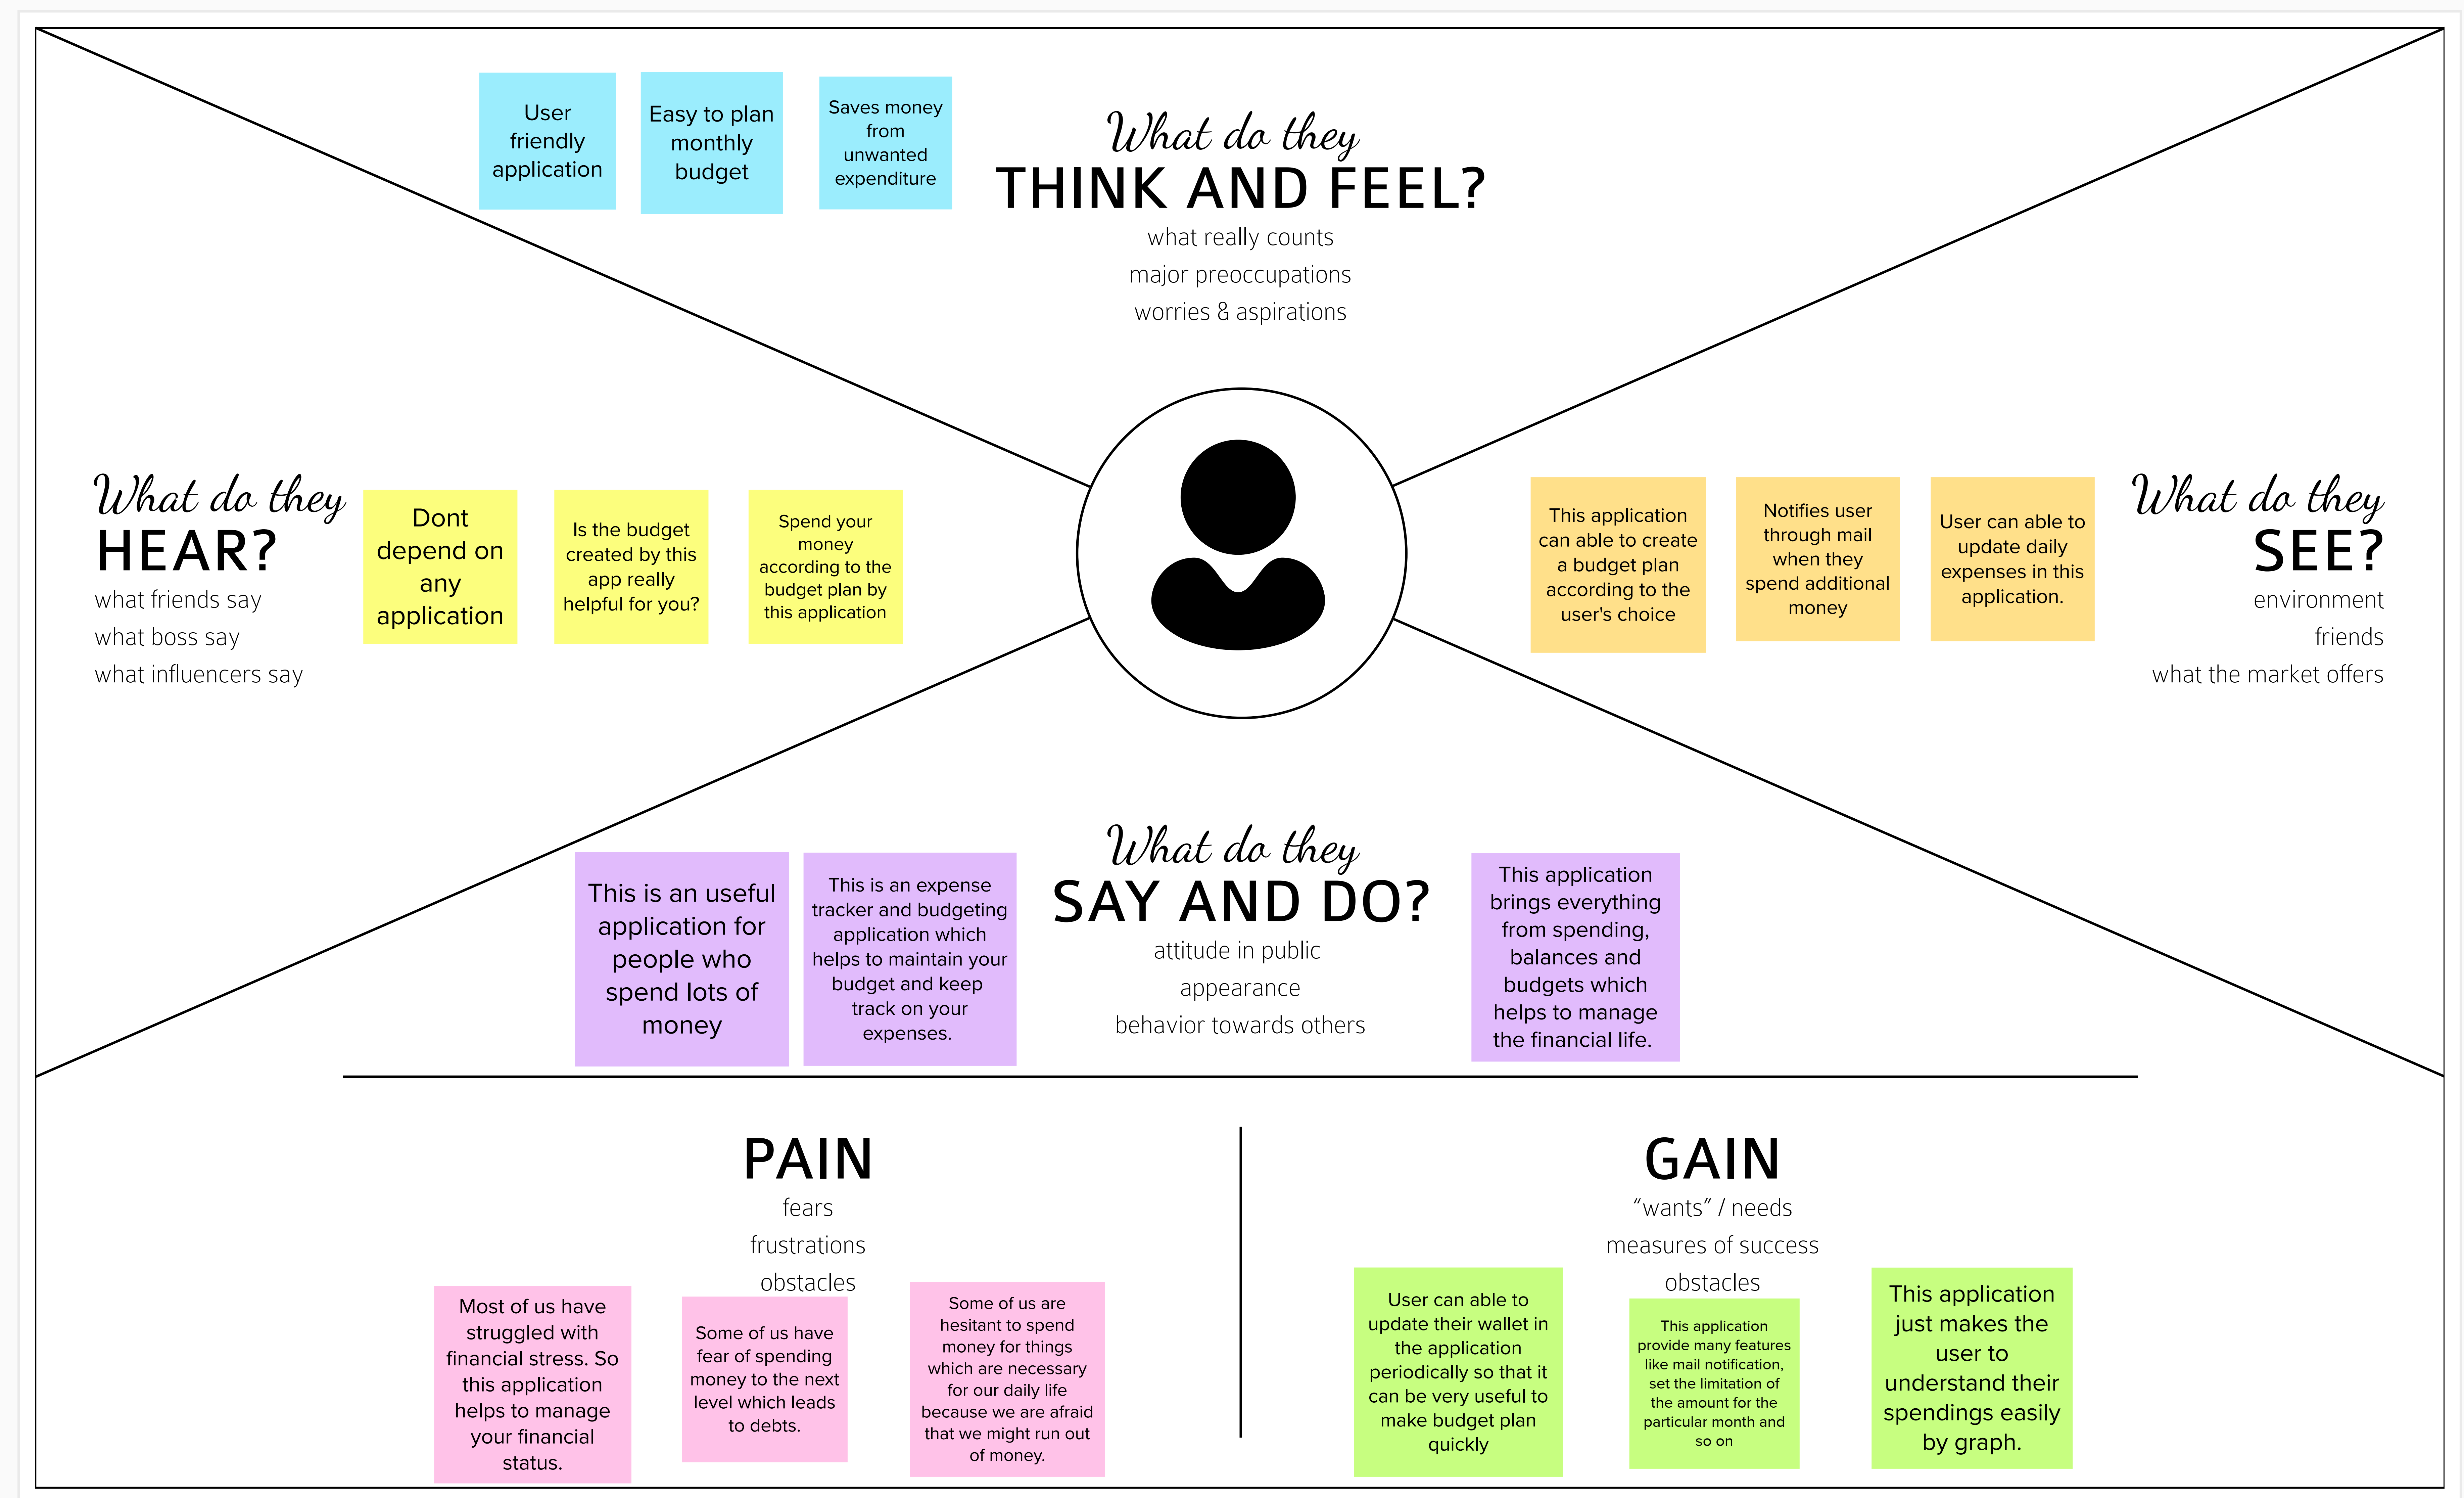 User
friendly
application
Easy to plan
monthly
budget
Saves money
from
unwanted
expenditure
What do they
THINK AND FEEL?
what really counts
major preoccupations
worries & aspirations
What do they
HEAR?
what friends say
what boss say
what influencers say
Dont
depend on
any
application
Is the budget
created by this
app really
helpful for you?
Spend your
money
according to the
budget plan by
this application
This application
can able to create
a budget plan
according to the
user's choice
Notifies user
through mail
when they
spend additional
money
User can able to
update daily
expenses in this
application.
What do they
SEE?
environment
friends
what the market offers
This is an useful
application for
people who
spend lots of
money
This is an expense
tracker and budgeting
application which
helps to maintain your
budget and keep
track on your
expenses.
What do they
SAY AND DO?
attitude in public
appearance
behavior towards others
This application
brings everything
from spending,
balances and
budgets which
helps to manage
the financial life.
PAIN
fears
frustrations
obstacles
Most of us have
struggled with
financial stress. So
this application
helps to manage
your financial
status.
Some of us have
fear of spending
money to the next
level which leads
to debts.
Some of us are
hesitant to spend
money for things
which are necessary
for our daily life
because we are afraid
that we might run out
of money.
GAIN
“wants” / needs
measures of success
obstacles
User can able to
update their wallet in
the application
periodically so that it
can be very useful to
make budget plan
quickly
This application
provide many features
like mail notification,
set the limitation of
the amount for the
particular month and
so on
This application
just makes the
user to
understand their
spendings easily
by graph.